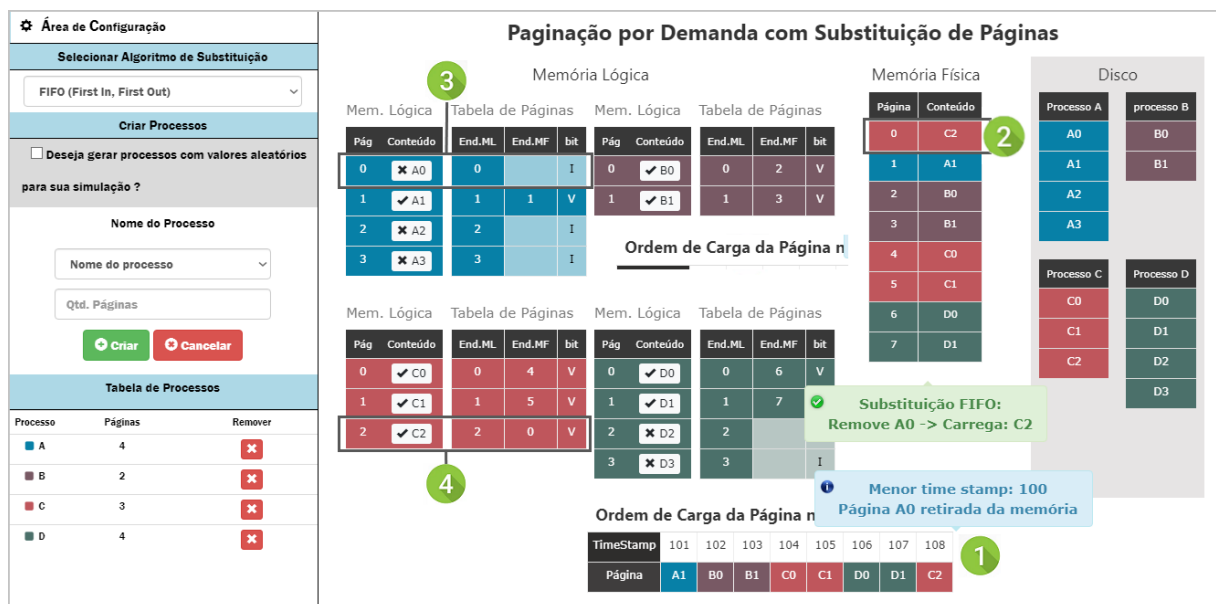 Área de Configuração
Selecionar Algoritmo de Substituição
FIFO (First In, First Out)
Criar Processos
Deseja gerar processos com valores aleatórios
para sua simulação ?
Nome do Processo
Nome do processo
Qtd. Páginas
Criar Cancelar
Tabela de Processos
Processo Páginas Remover
A 4
B 2
C 3
D 4
Paginação por Demanda com Substituição de Páginas
Memória Lógica
3
Mem. Lógica Tabela de Páginas
Pág Conteúdo End.ML End.MF bit
0 A0 0 I
1 A1 1 1 V
2 A2 2 I
3 A3 3 I
Mem. Lógica Tabela de Páginas
Pág Conteúdo End.ML End.MF bit
0 B0 0 2 V
1 B1 1 3 V
Ordem de Carga da Página n
Mem. Lógica Tabela de Páginas
Pág Conteúdo End.ML End.MF bit
0 C0 0 4 V
1 C1 1 5 V
2 C2 2 0 V
4
Mem. Lógica Tabela de Páginas
Pág Conteúdo End.ML End.MF bit
0 D0 0 6 V
1 D1 1 7
2 D2 2
3 D3 3 I
Memória Física
Página Conteúdo
0 C2
2
1 A1
2 B0
3 B1
4 C0
5 C1
6 D0
7 D1
Disco
Processo A
A0
A1
A2
A3
processo B
B0
B1
Processo C
C0
C1
C2
Processo D
D0
D1
D2
D3
Substituição FIFO:
Remove A0 -> Carrega: C2
Menor time stamp: 100
Página A0 retirada da memória
Ordem de Carga da Página n
TimeStamp 101 102 103 104 105 106 107 108
Página A1 B0 B1 C0 C1 D0 D1 C2
1